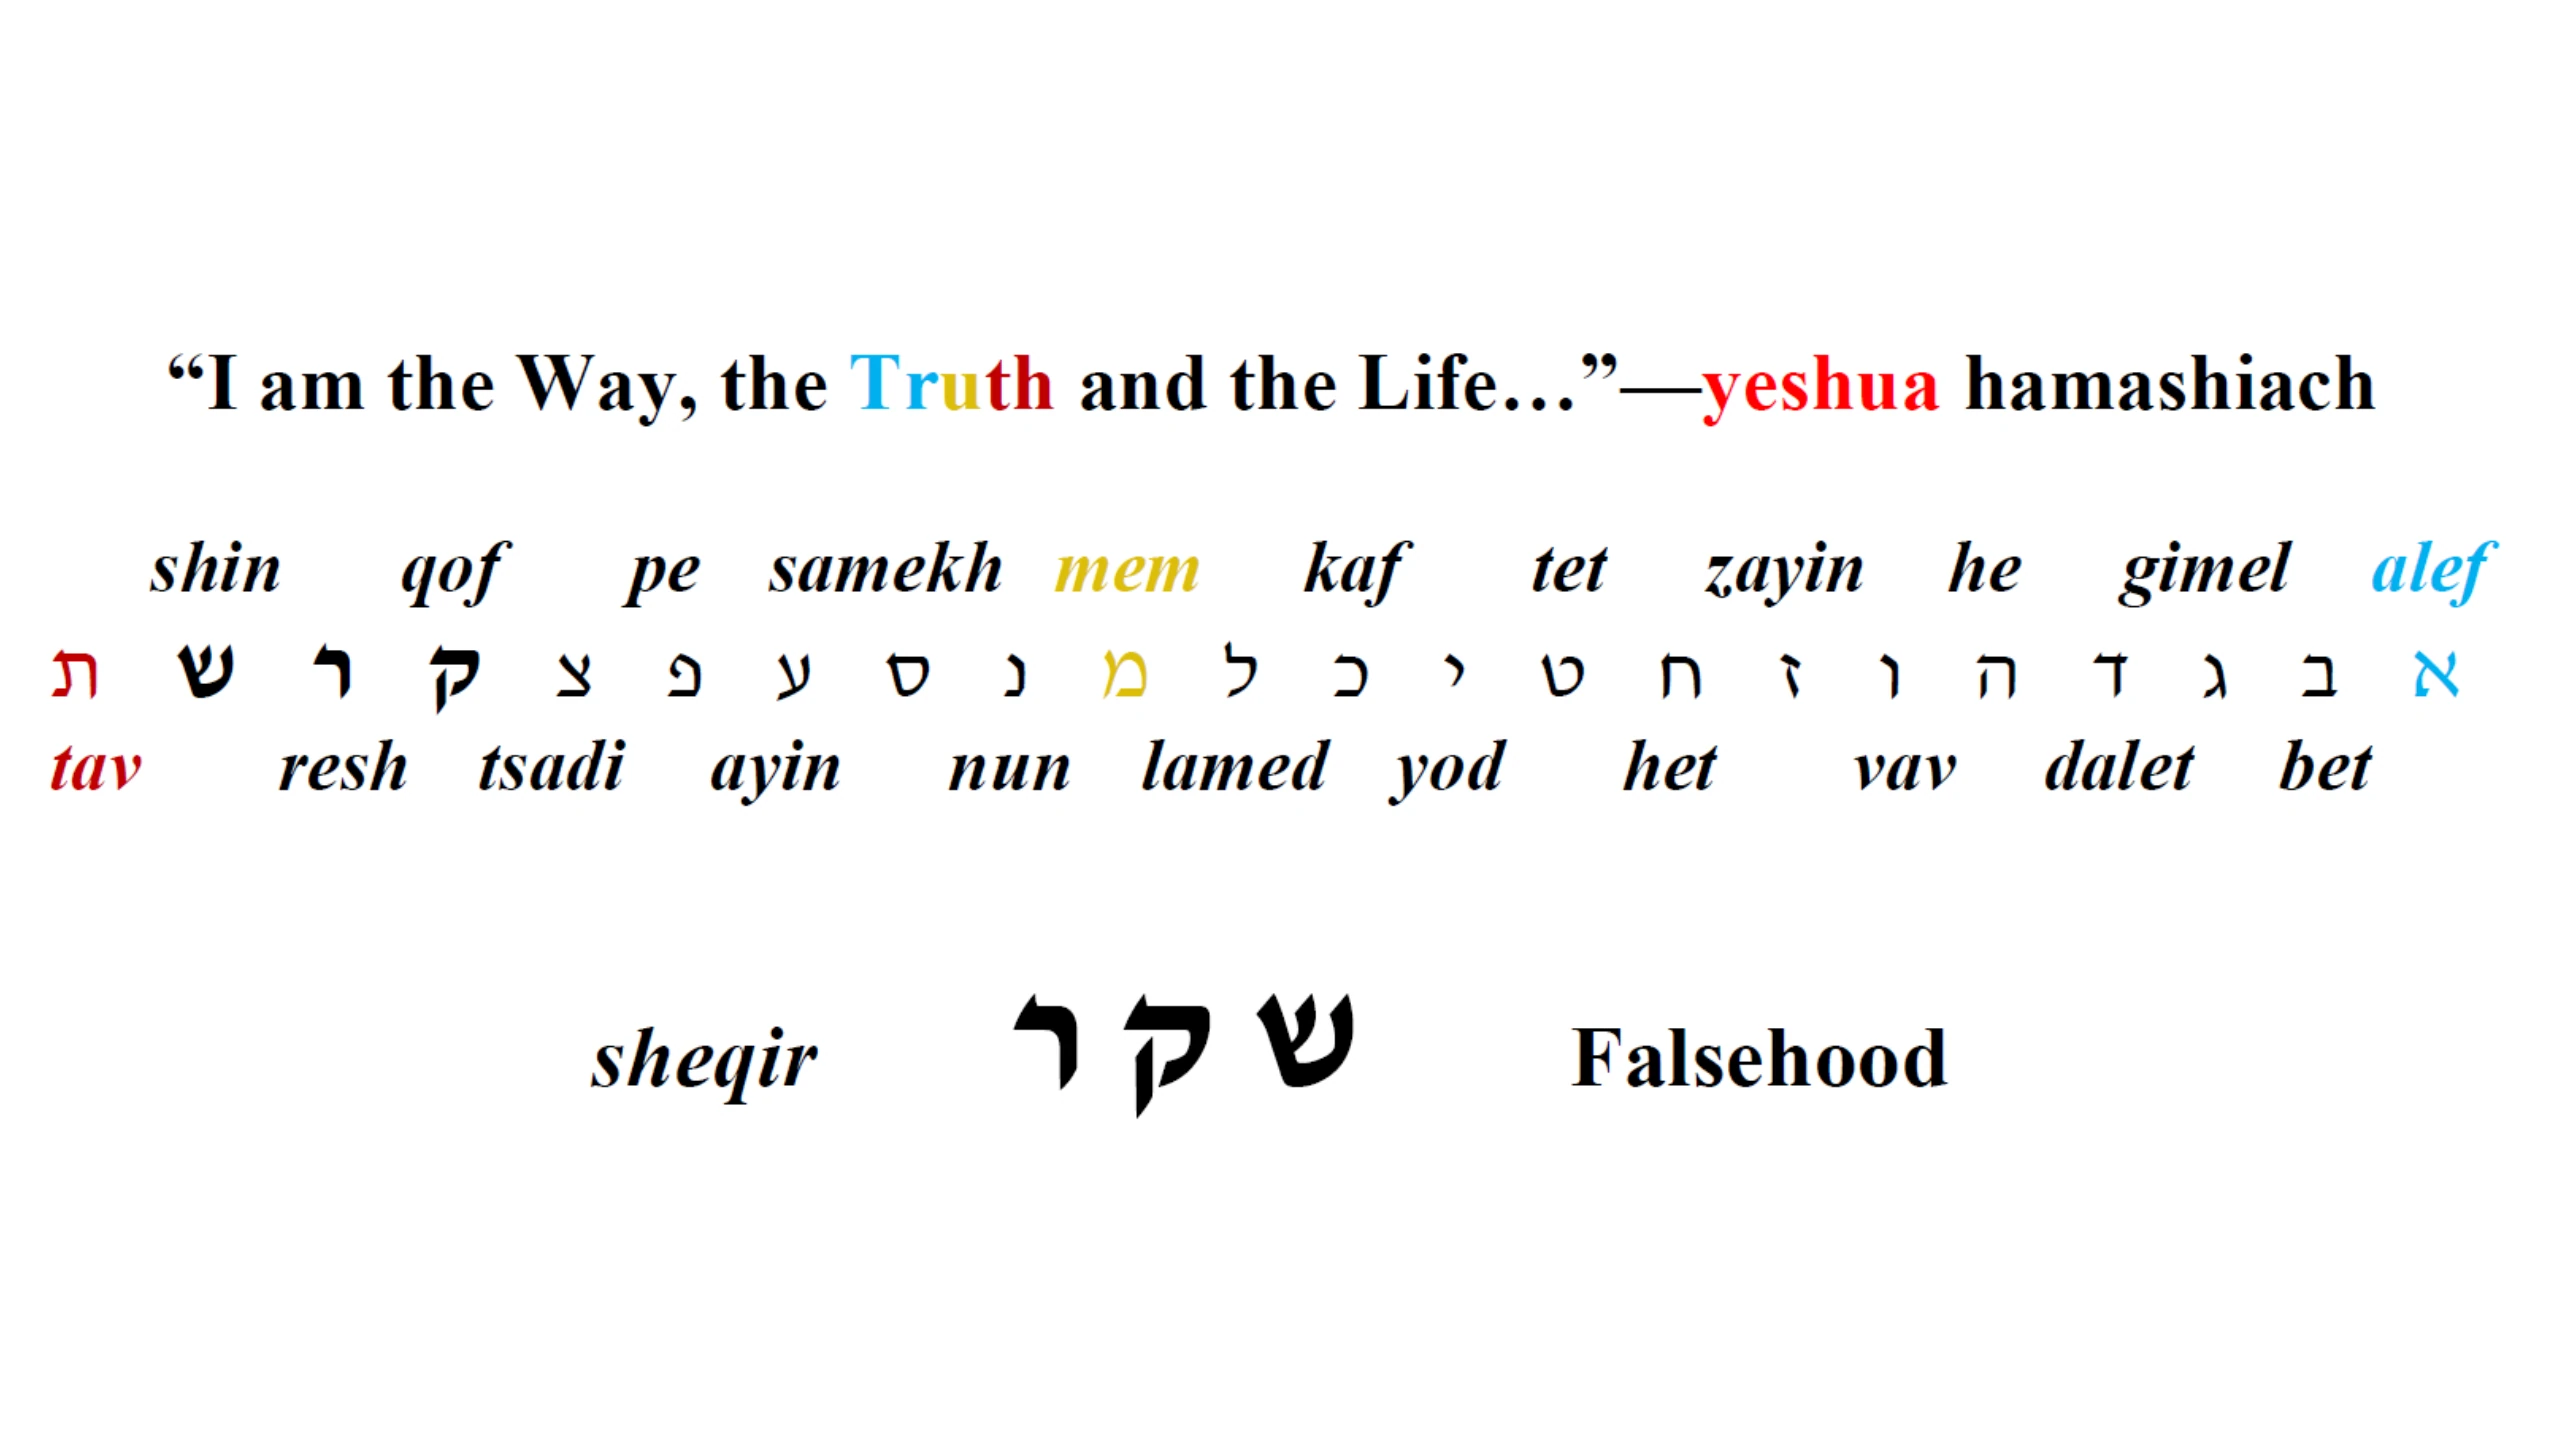 “I am the Way, the Truth and the Life…”—yeshua hamashiach
shin qof pe samekh mem kaf tet zayin he gimel alef
א ב ג ד ה ו ז ח ט י כ ל מ נ ס ע פ צ ק ר ש ת
tav resh tsadi ayin nun lamed yod het vav dalet bet
sheqir ש ק ר Falsehood